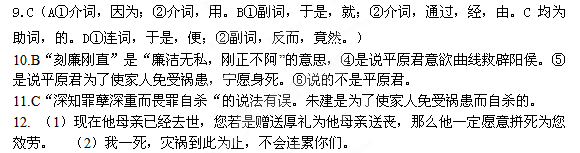 9.C（A①介词，因为；②介词，用。B①副词，于是，就；②介词，通过，经，由。C 均为
助词，的。D①连词，于是，便；②副词，反而，竟然。）
10.B“刻廉刚直”是“廉洁无私，刚正不阿”的意思，④是说平原君意欲曲线救辟阳侯。⑤
是说平原君为了使家人免受祸患，宁愿身死。⑥说的不是平原君。
11.C“深知罪孽深重而畏罪自杀“的说法有误。朱建是为了使家人免受祸患而自杀的。
12. （1）现在他母亲已经去世，您若是赠送厚礼为他母亲送丧，那么他一定愿意拼死为您
效劳。 （2）我一死，灾祸到此为止，不会连累你们。